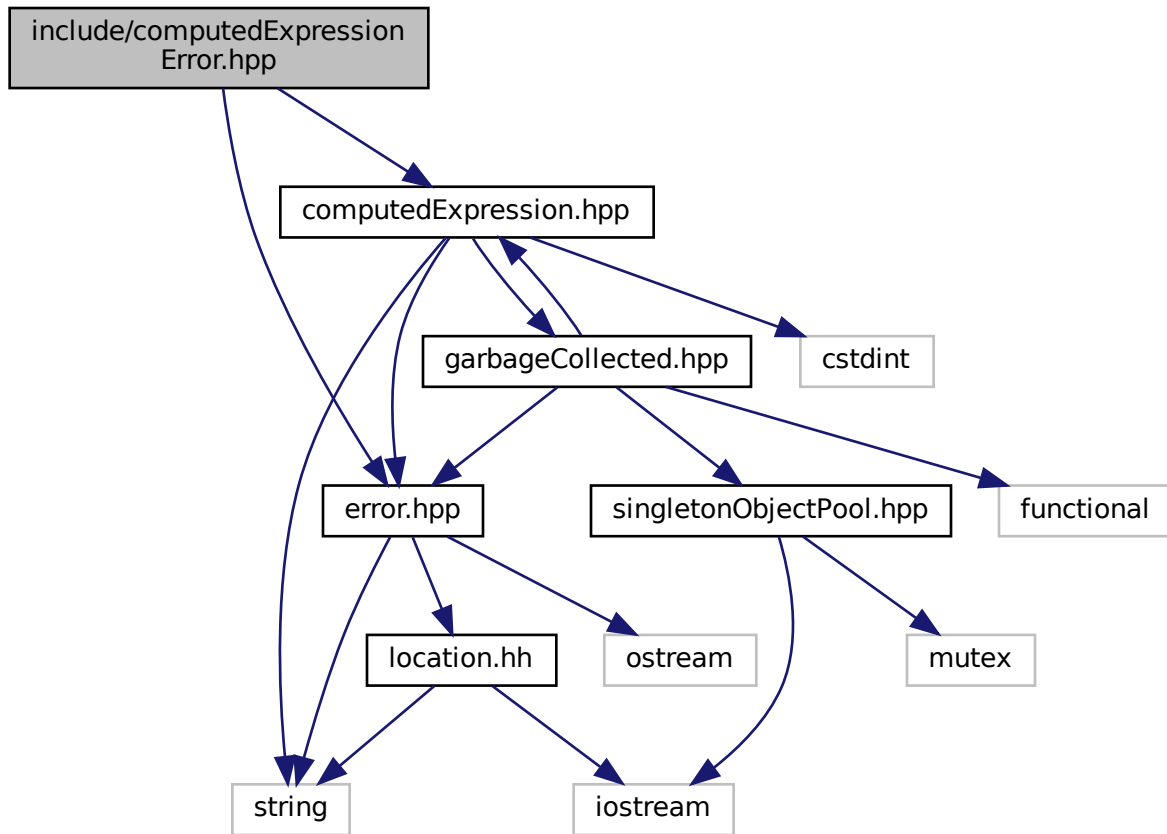 include/computedExpression
Error.hpp
computedExpression.hpp
garbageCollected.hpp
cstdint
error.hpp
singletonObjectPool.hpp
functional
location.hh
ostream
mutex
string
iostream